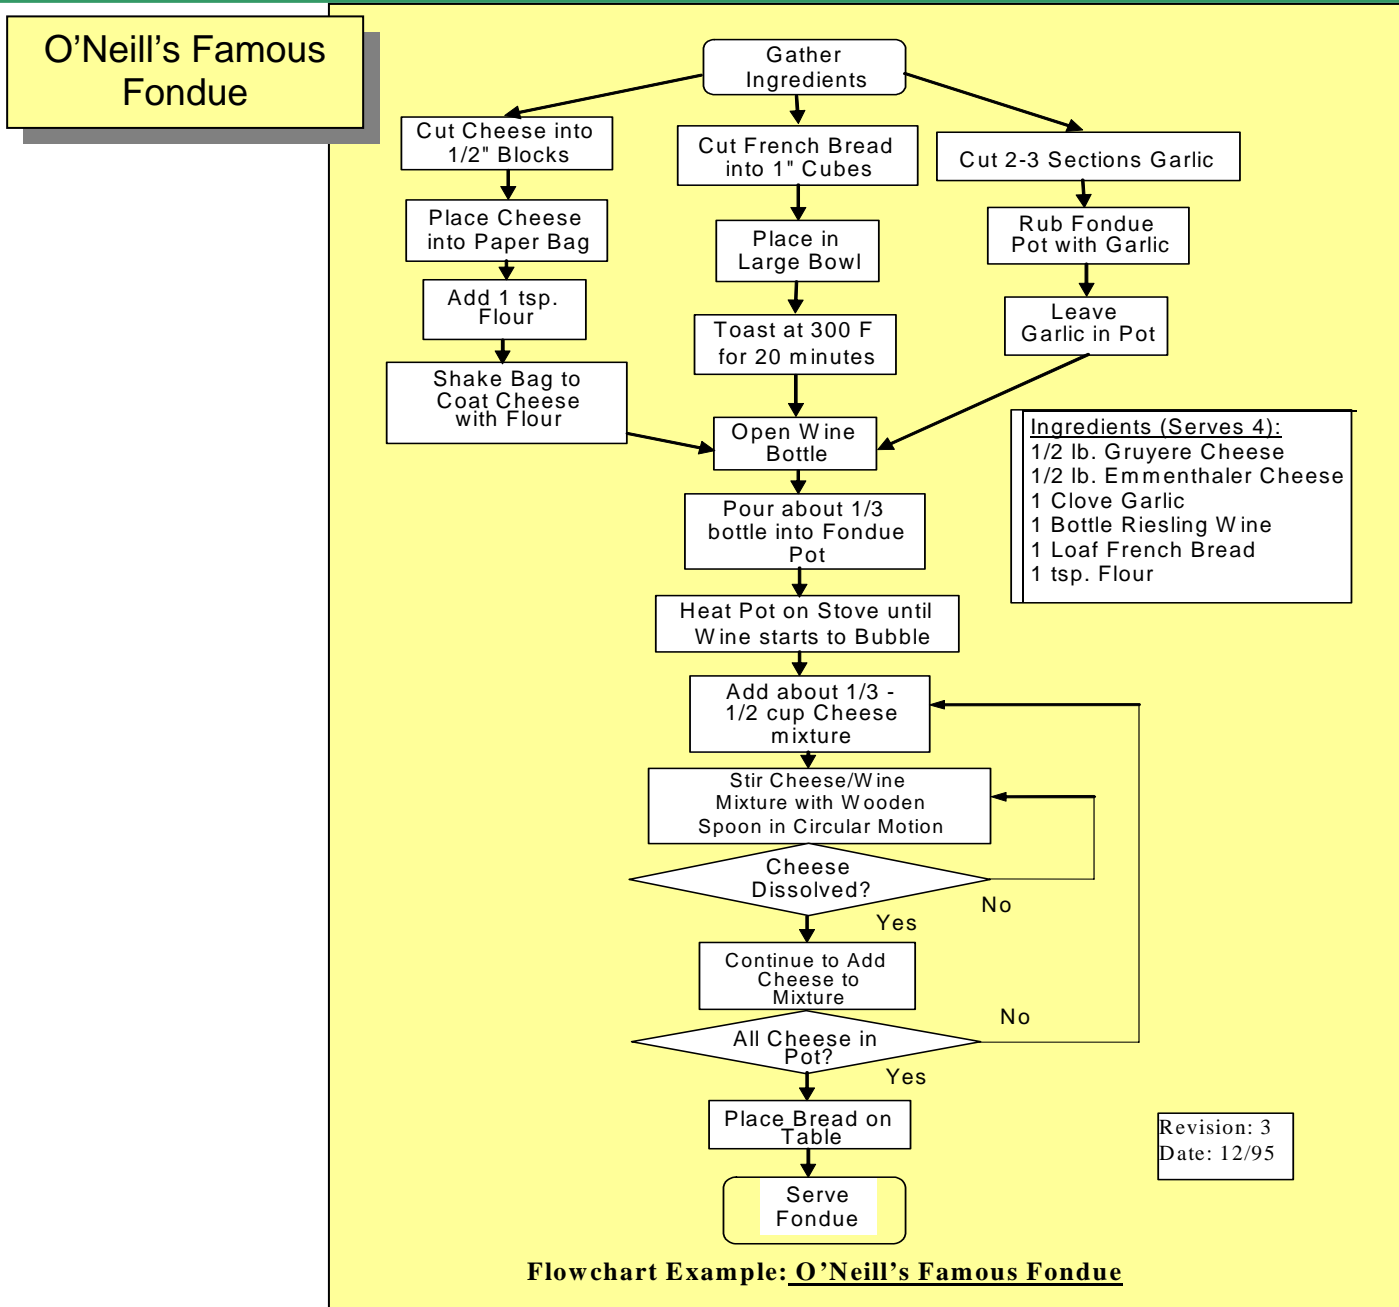 O'Neill's Famous
Fondue
Gather
Ingredients
Cut Cheese into
1/2" Blocks
Cut French Bread
into 1" Cubes
Cut 2-3 Sections Garlic
Place Cheese
into Paper Bag
Place in
Large Bowl
Rub Fondue
Pot with Garlic
Add 1 tsp.
Flour
Toast at 300 F
for 20 minutes
Leave
Garlic in Pot
Shake Bag to
Coat Cheese
with Flour
Open Wine
Bottle
Ingredients (Serves 4):
1/2 lb. Gruyere Cheese
1/2 lb. Emmenthaler Cheese
1 Clove Garlic
1 Bottle Riesling Wine
1 Loaf French Bread
1 tsp. Flour
Pour about 1/3
bottle into Fondue
Pot
Heat Pot on Stove until
Wine starts to Bubble
Add about 1/3 -
1/2 cup Cheese
mixture
Stir Cheese/Wine
Mixture with Wooden
Spoon in Circular Motion
Cheese
Dissolved?
No
Yes
Continue to Add
Cheese to
Mixture
No
All Cheese in
Pot?
Yes
Place Bread on
Table
Revision: 3
Date: 12/95
Serve
Fondue
Flowchart Example: O'Neill's Famous Fondue